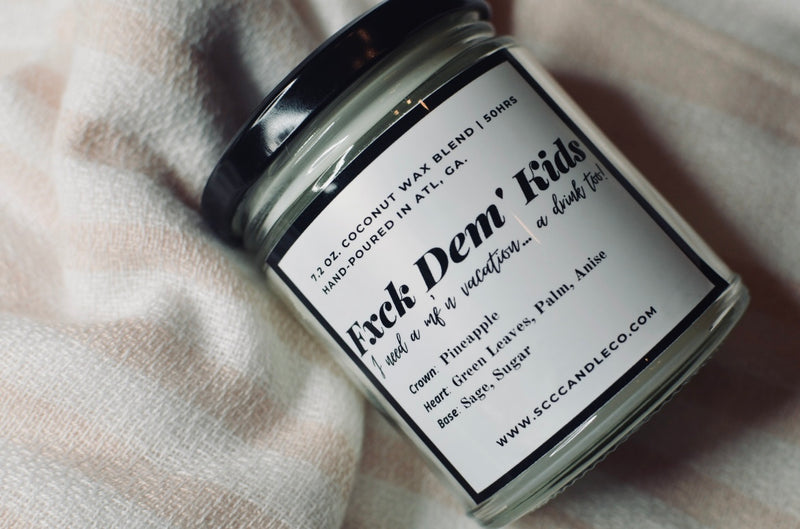 7.2 OZ. COCONUT WAX BLEND | 50HRS
HAND-POURED IN ATL, GA.
Fxck Dem' Kids
I need a mf'n vacation... a drink too!
Crown: Pineapple
Heart: Green Leaves, Palm, Anise
Base: Sage, Sugar
WWW.SCCCANDLECO.COM